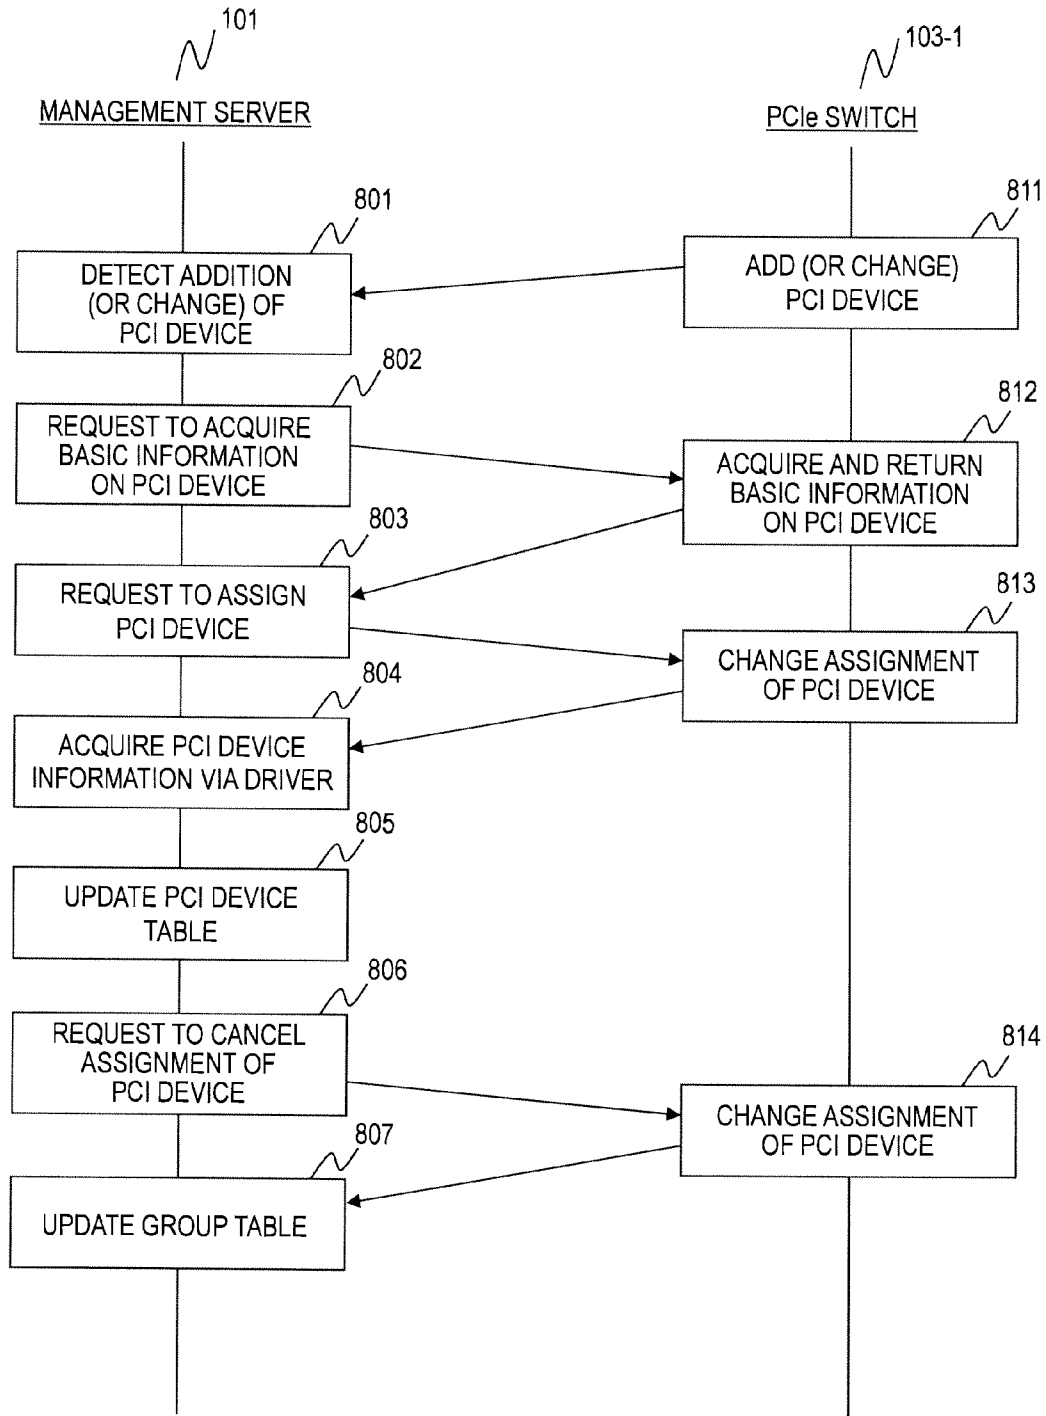 101
103-1
MANAGEMENT SERVER
PCIe SWITCH
801
811
DETECT ADDITION
(OR CHANGE) OF
PCI DEVICE
ADD (OR CHANGE)
PCI DEVICE
802
812
REQUEST TO ACQUIRE
BASIC INFORMATION
ON PCI DEVICE
ACQUIRE AND RETURN
BASIC INFORMATION
ON PCI DEVICE
803
813
REQUEST TO ASSIGN
PCI DEVICE
CHANGE ASSIGNMENT
OF PCI DEVICE
804
ACQUIRE PCI DEVICE
INFORMATION VIA DRIVER
805
UPDATE PCI DEVICE
TABLE
806
814
REQUEST TO CANCEL
ASSIGNMENT OF
PCI DEVICE
CHANGE ASSIGNMENT
OF PCI DEVICE
807
UPDATE GROUP TABLE